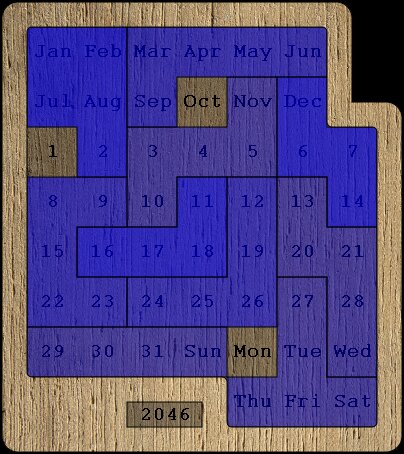 Jan Feb Mar Apr May Jun
Jul Aug Sep Oct Nov Dec
1 2 3 4 5 6 7
8 9 10 11 12 13 14
15 16 17 18 19 20 21
22 23 24 25 26 27 28
29 30 31 Sun Mon Tue Wed
Thu Fri Sat
2046